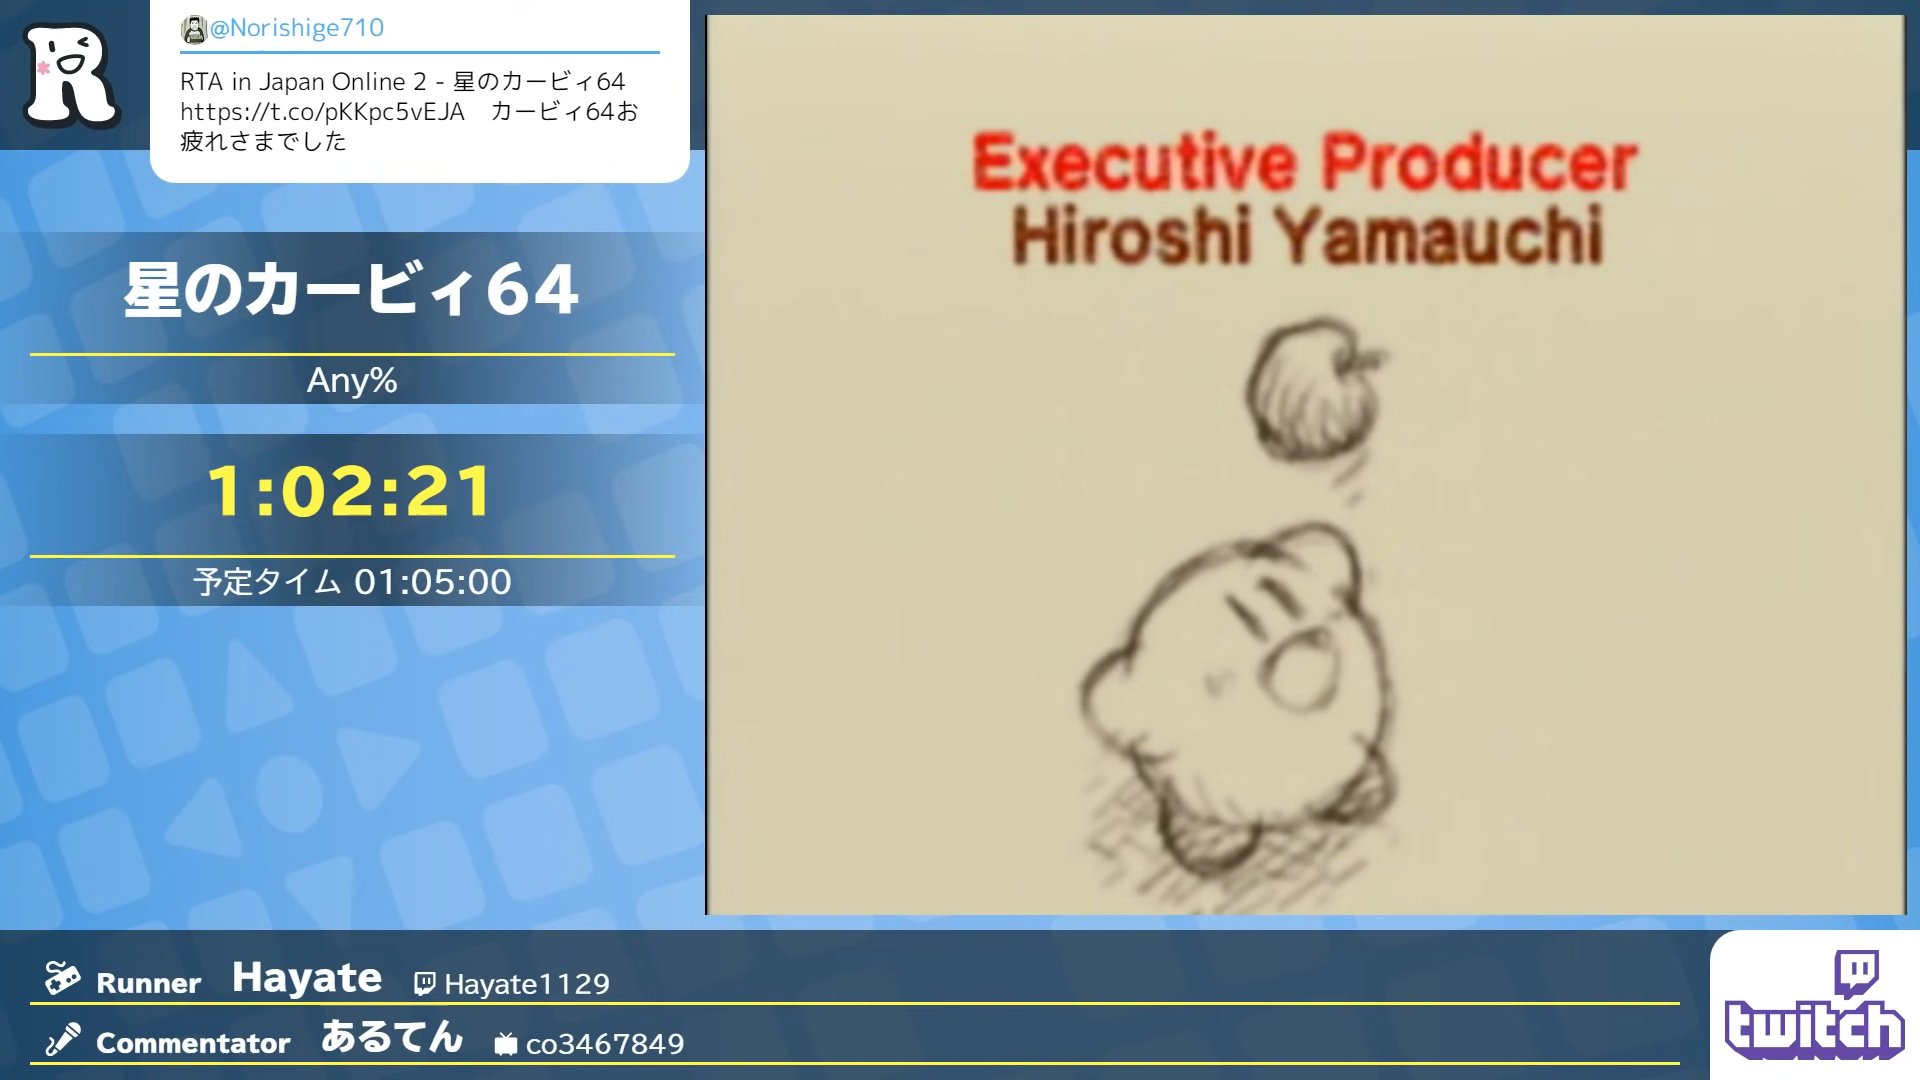 @Norishige710
RTA in Japan Online 2 - 星のカービィ64
https://t.co/pKKpc5vEJA　カービィ64お
疲れさまでした
星のカービィ64
Any%
1:02:21
予定タイム 01:05:00
Executive Producer
Hiroshi Yamauchi
Runner Hayate Hayate1129
Commentator あるてん co3467849
twitch